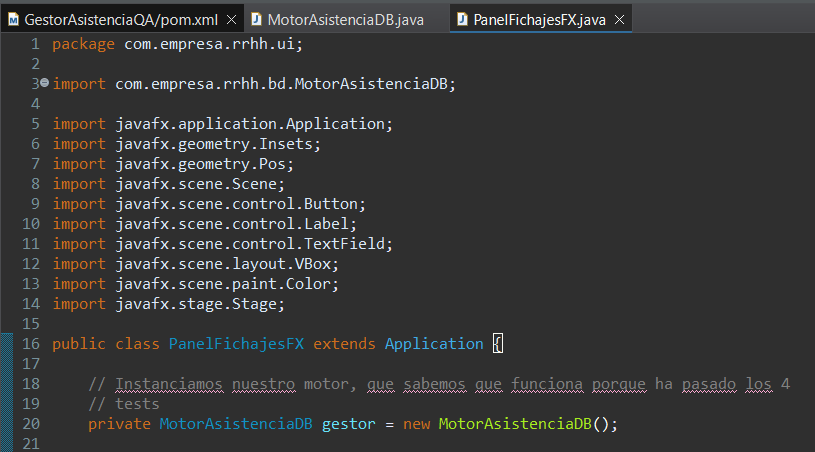 GestorAsistenciaQA/pom.xml MotorAsistenciaDB.java PanelFichajesFX.java
1 package com.empresa.rrhh.ui;
2
3 import com.empresa.rrhh.bd.MotorAsistenciaDB;
4
5 import javafx.application.Application;
6 import javafx.geometry.Insets;
7 import javafx.geometry.Pos;
8 import javafx.scene.Scene;
9 import javafx.scene.control.Button;
10 import javafx.scene.control.Label;
11 import javafx.scene.control.TextField;
12 import javafx.scene.layout.VBox;
13 import javafx.scene.paint.Color;
14 import javafx.stage.Stage;
15
16 public class PanelFichajesFX extends Application {
17
18 // Instanciamos nuestro motor, que sabemos que funciona porque ha pasado los 4
19 // tests
20 private MotorAsistenciaDB gestor = new MotorAsistenciaDB();
21